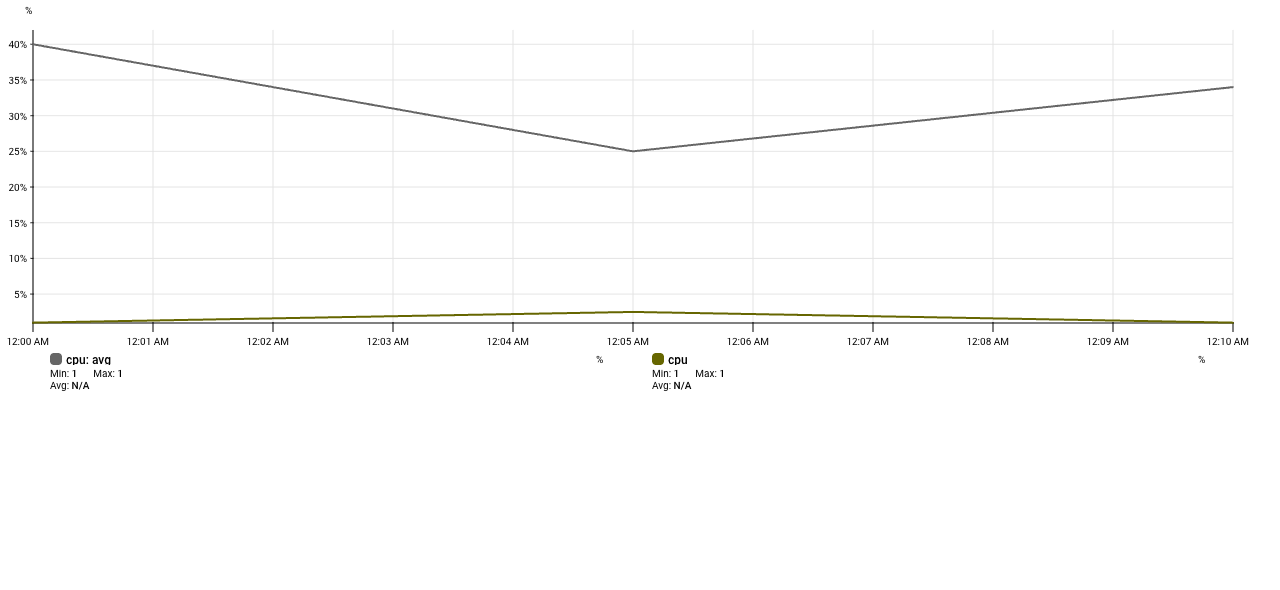 %
40%
35%
30%
25%
20%
15%
10%
5%
12:00 AM 12:01 AM 12:02 AM 12:03 AM 12:04 AM 12:05 AM 12:06 AM 12:07 AM 12:08 AM 12:09 AM 12:10 AM
cpu: avg %
Min: 1 Max: 1
Avg: N/A
cpu %
Min: 1 Max: 1
Avg: N/A